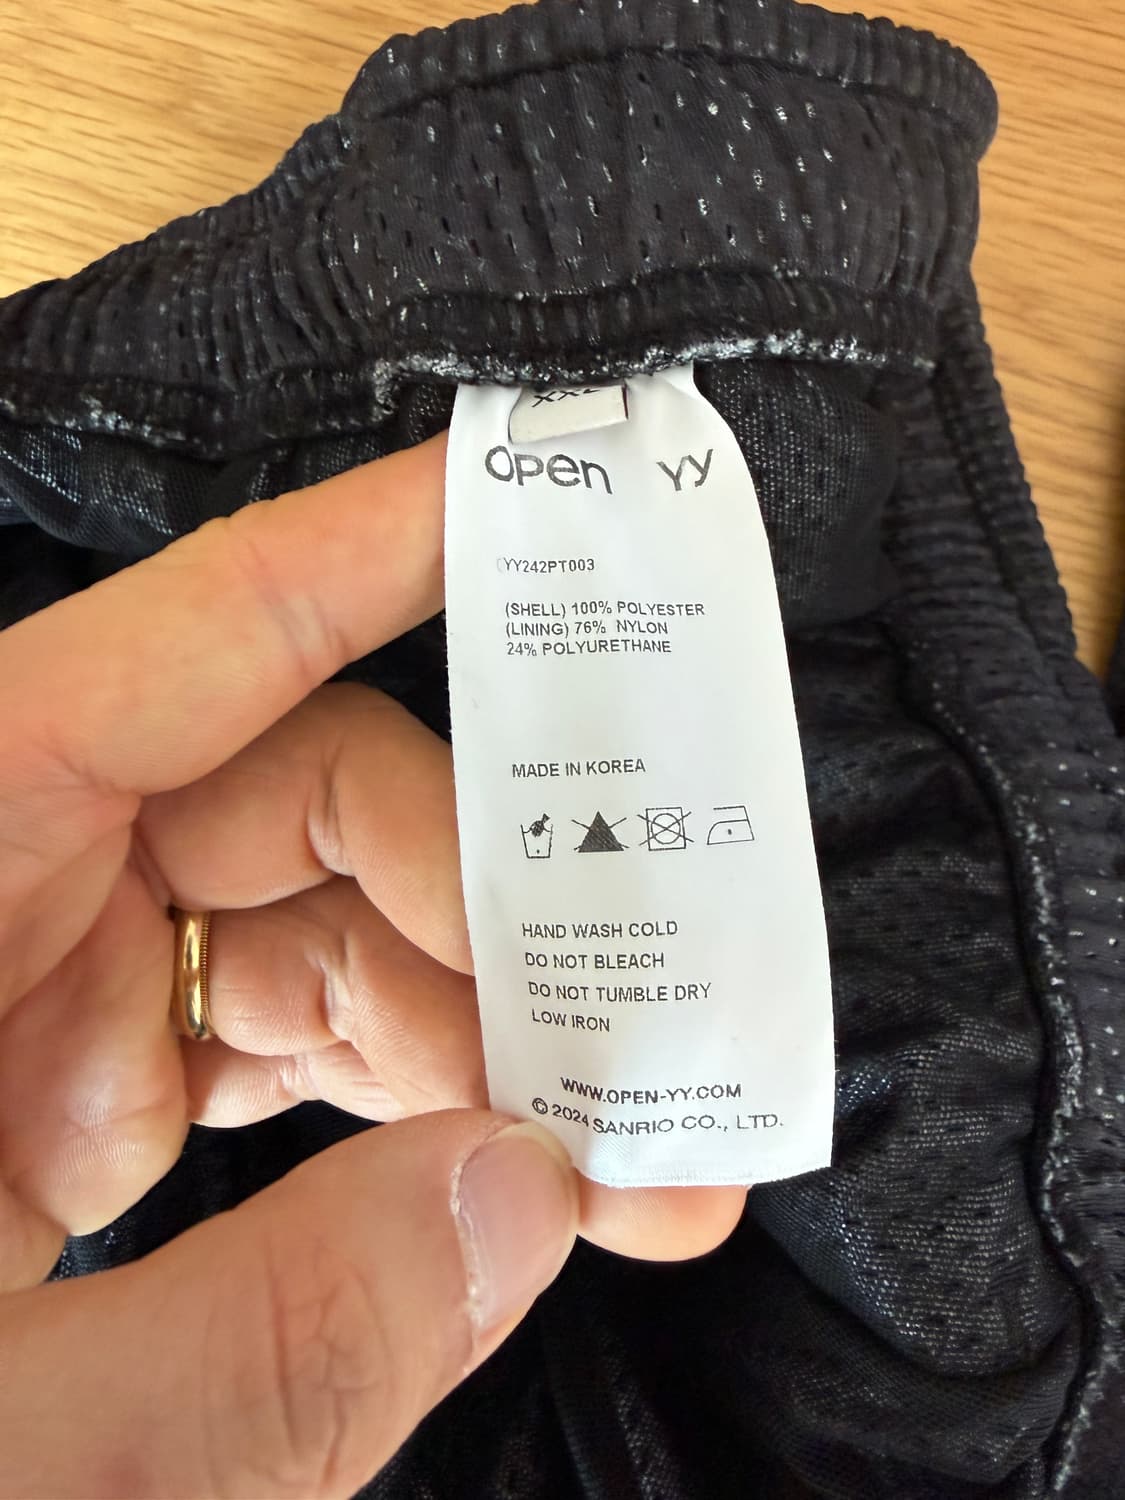 XXL
open yy
YY242PT003
(SHELL) 100% POLYESTER
(LINING) 76% NYLON
24% POLYURETHANE
MADE IN KOREA
HAND WASH COLD
DO NOT BLEACH
DO NOT TUMBLE DRY
LOW IRON
WWW.OPEN-YY.COM
© 2024 SANRIO CO., LTD.